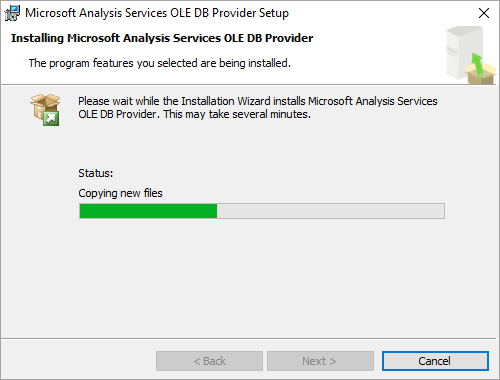 Microsoft Analysis Services OLE DB Provider Setup
Installing Microsoft Analysis Services OLE DB Provider
The program features you selected are being installed.
Please wait while the Installation Wizard installs Microsoft Analysis Services
OLE DB Provider. This may take several minutes.
Status:
Copying new files
< Back
Next >
Cancel